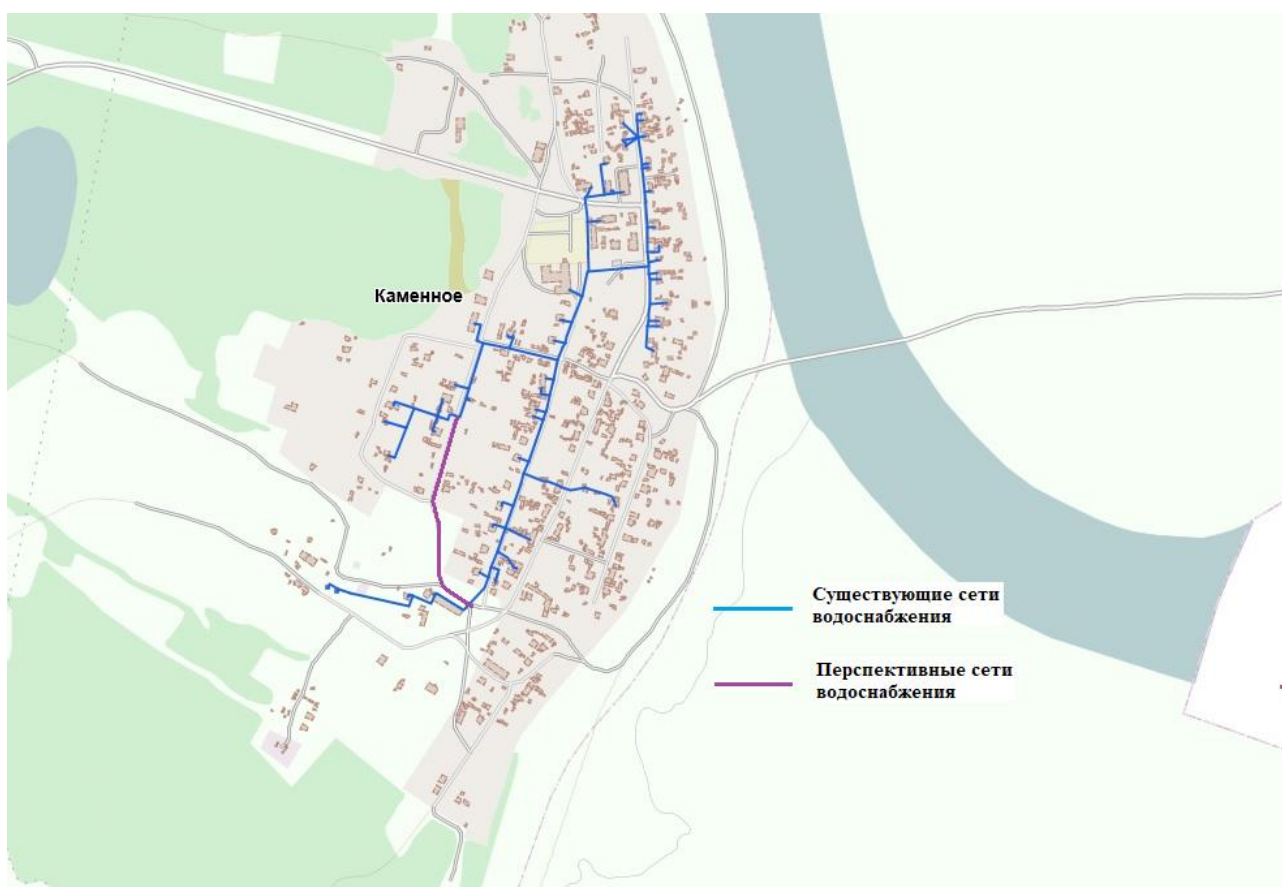 Каменное
Существующие сети
водоснабжения
Перспективные сети
водоснабжения